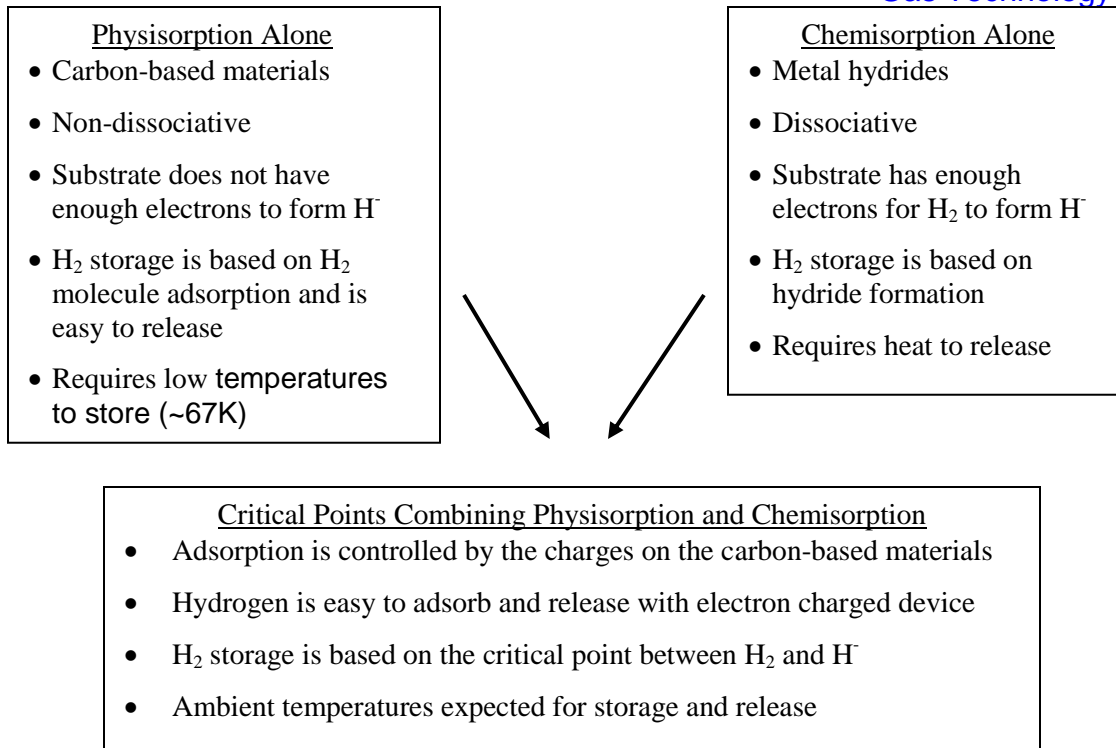 Gas Technology
Physisorption Alone
• Carbon-based materials
• Non-dissociative
• Substrate does not have
enough electrons to form H⁻
• H₂ storage is based on H₂
molecule adsorption and is
easy to release
• Requires low temperatures
to store (~67K)
Chemisorption Alone
• Metal hydrides
• Dissociative
• Substrate has enough
electrons for H₂ to form H⁻
• H₂ storage is based on
hydride formation
• Requires heat to release
Critical Points Combining Physisorption and Chemisorption
• Adsorption is controlled by the charges on the carbon-based materials
• Hydrogen is easy to adsorb and release with electron charged device
• H₂ storage is based on the critical point between H₂ and H⁻
• Ambient temperatures expected for storage and release